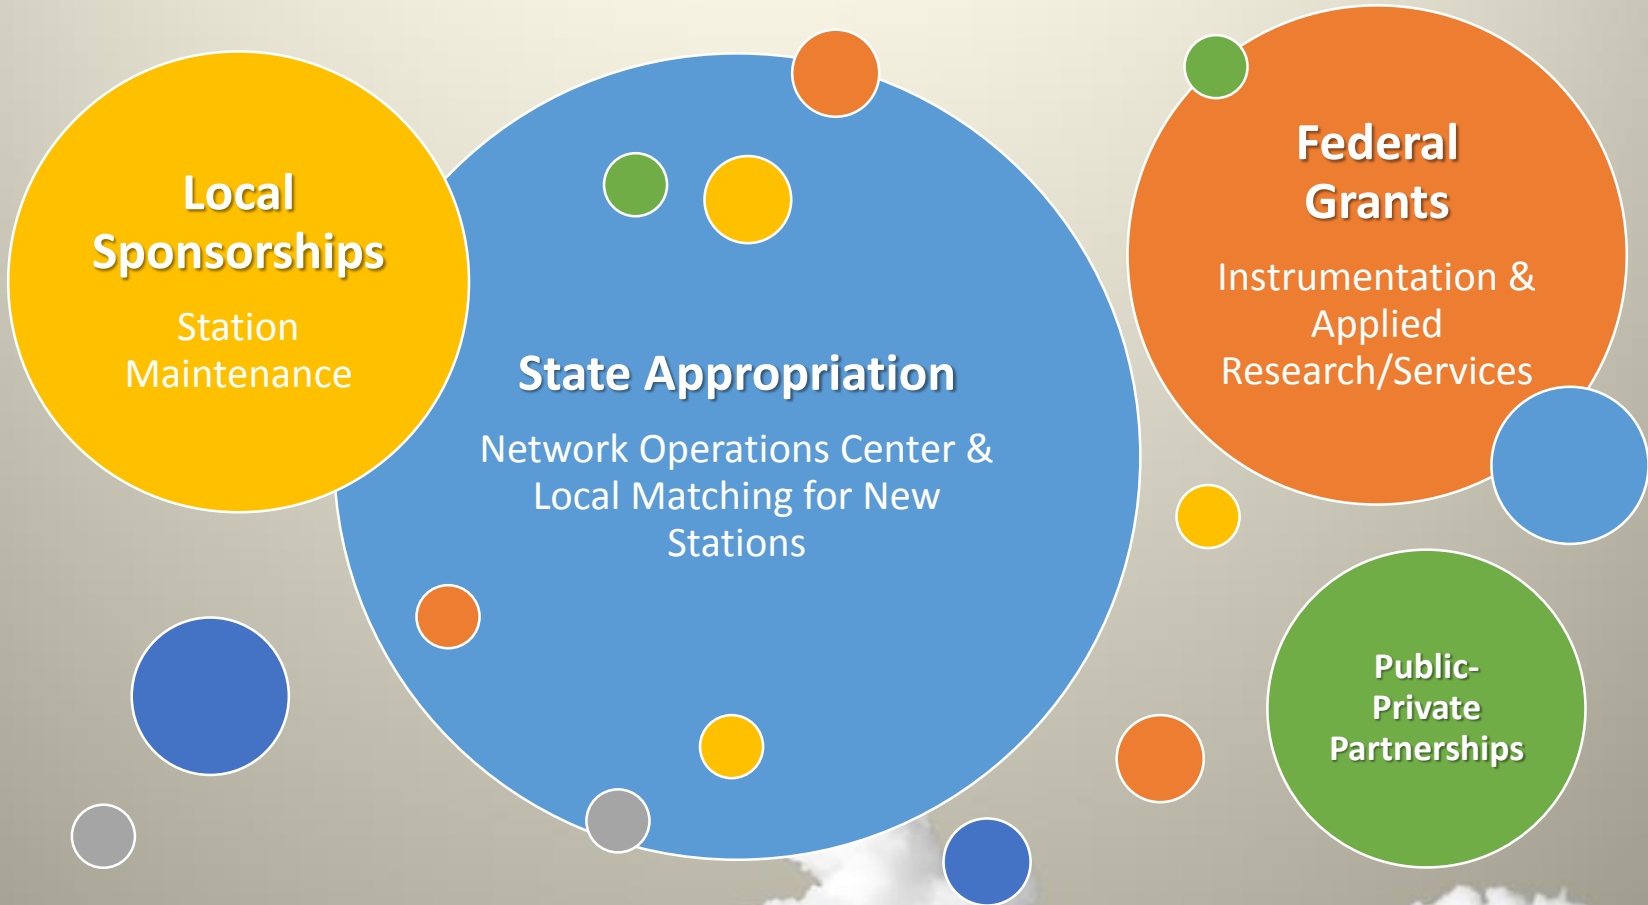 Local
Sponsorships
Station
Maintenance
State Appropriation
Network Operations Center &
Local Matching for New
Stations
Federal
Grants
Instrumentation &
Applied
Research/Services
Public-
Private
Partnerships